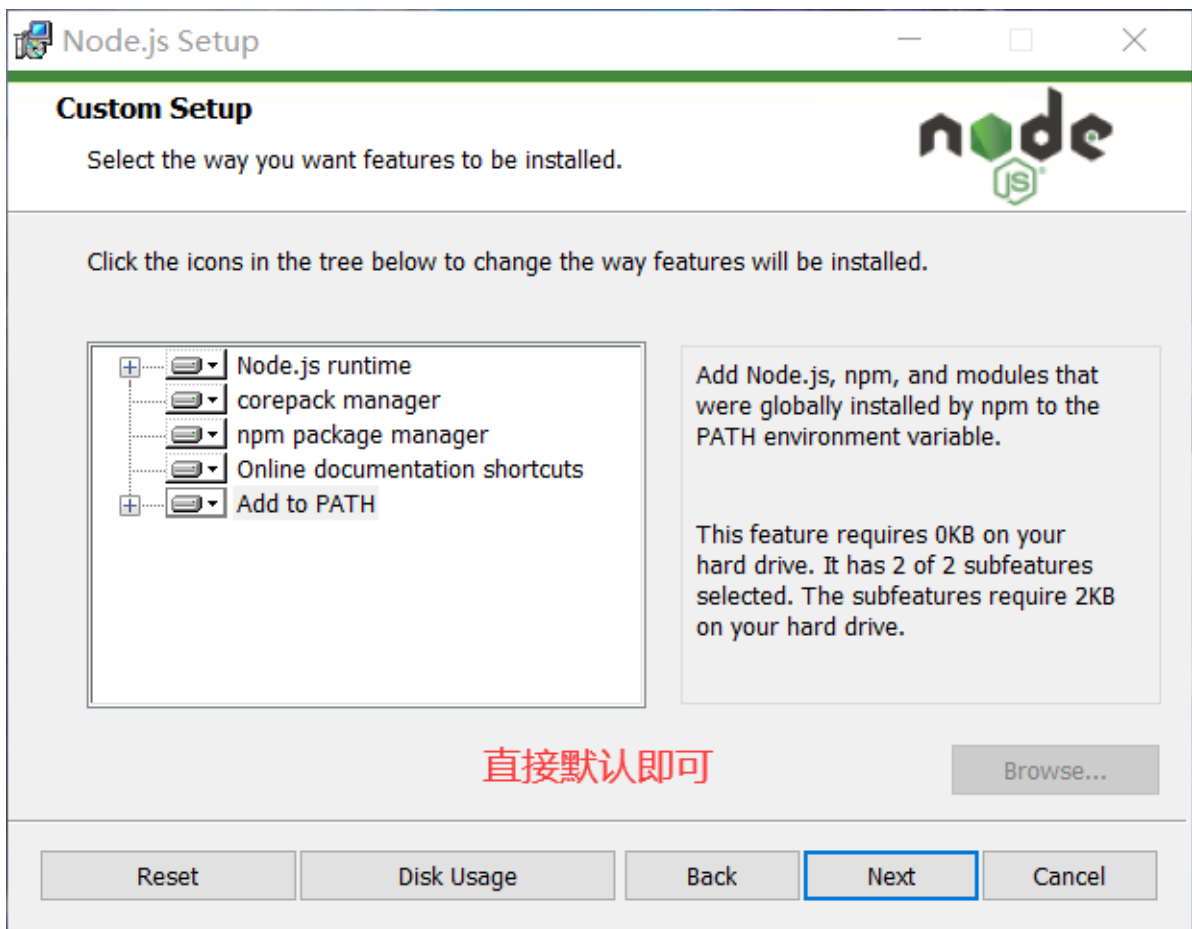 Node.js Setup
Custom Setup
Select the way you want features to be installed.
node
JS
Click the icons in the tree below to change the way features will be installed.
Node.js runtime
corepack manager
npm package manager
Online documentation shortcuts
Add to PATH
Add Node.js, npm, and modules that
were globally installed by npm to the
PATH environment variable.
This feature requires 0KB on your
hard drive. It has 2 of 2 subfeatures
selected. The subfeatures require 2KB
on your hard drive.
直接默认即可
Browse...
Reset
Disk Usage
Back
Next
Cancel